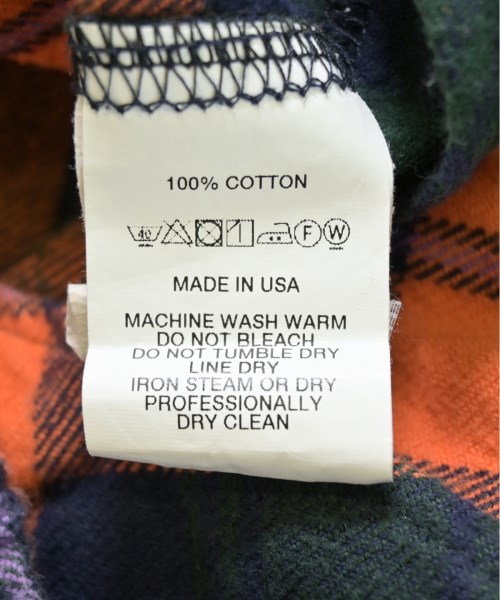 100% COTTON
40 F W
MADE IN USA
MACHINE WASH WARM
DO NOT BLEACH
DO NOT TUMBLE DRY
LINE DRY
IRON STEAM OR DRY
PROFESSIONALLY
DRY CLEAN